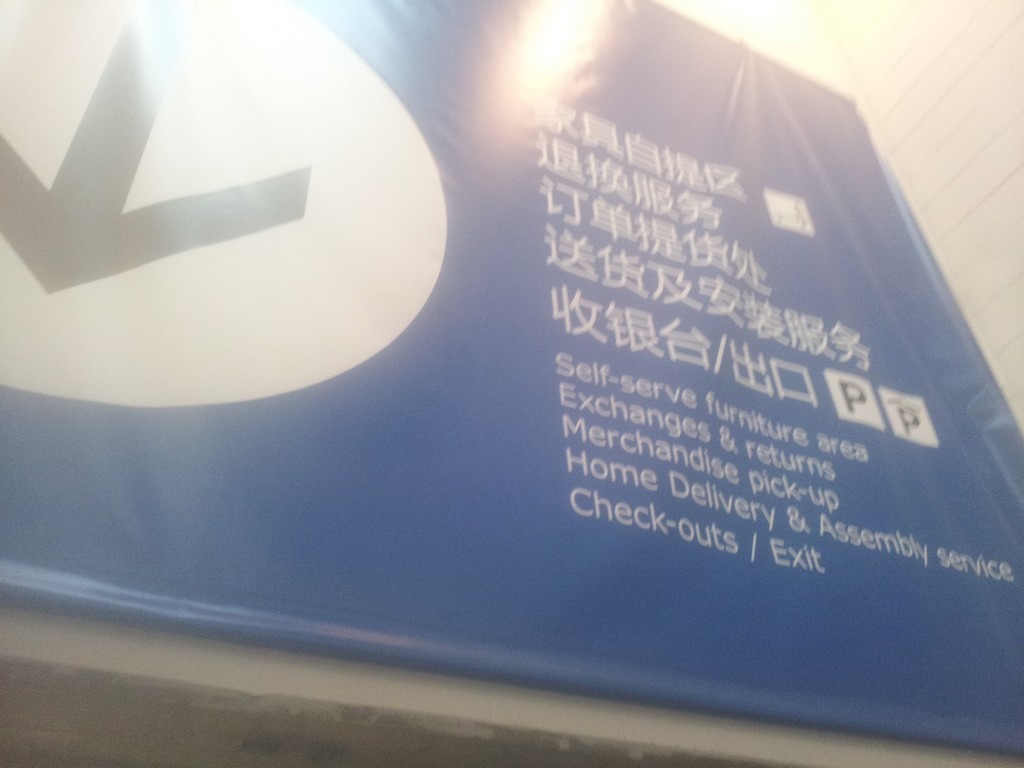 家具自提区
退换服务
订单提货处
送货及安装服务
收银台/出口 P P
Self-serve furniture area
Exchanges & returns
Merchandise pick-up
Home Delivery & Assembly service
Check-outs / Exit